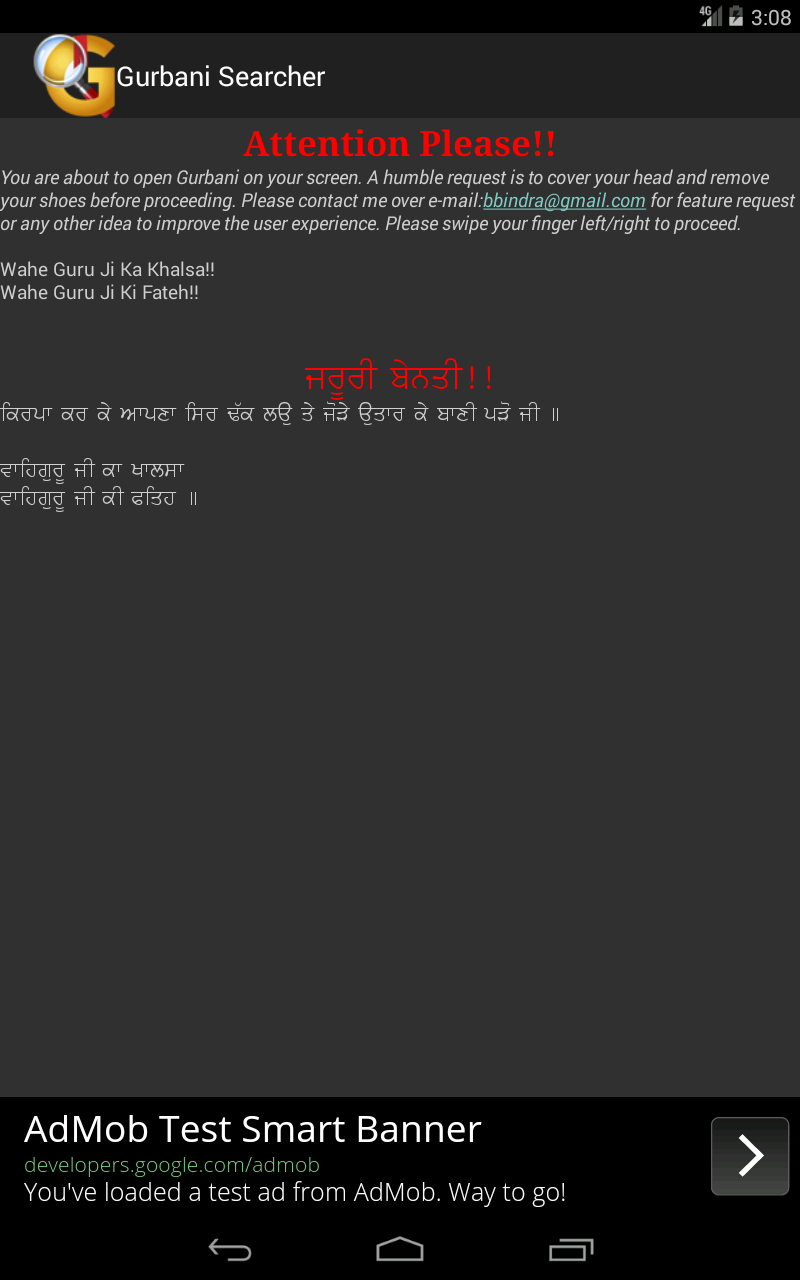 3:08
Gurbani Searcher
Attention Please!!
You are about to open Gurbani on your screen. A humble request is to cover your head and remove
your shoes before proceeding. Please contact me over e-mail:bbindra@gmail.com for feature request
or any other idea to improve the user experience. Please swipe your finger left/right to proceed.
Wahe Guru Ji Ka Khalsa!!
Wahe Guru Ji Ki Fateh!!
ਜਰੂਰੀ ਬੇਨਤੀ!!
ਕਿਰਪਾ ਕਰ ਕੇ ਆਪਣਾ ਸਿਰ ਢੱਕ ਲਉ ਤੇ ਜੋੜੇ ਉਤਾਰ ਕੇ ਬਾਣੀ ਪੜੋ ਜੀ ॥
ਵਾਹਿਗੁਰੂ ਜੀ ਕਾ ਖਾਲਸਾ
ਵਾਹਿਗੁਰੂ ਜੀ ਕੀ ਫਤਿਹ ॥
AdMob Test Smart Banner
developers.google.com/admob
You've loaded a test ad from AdMob. Way to go!